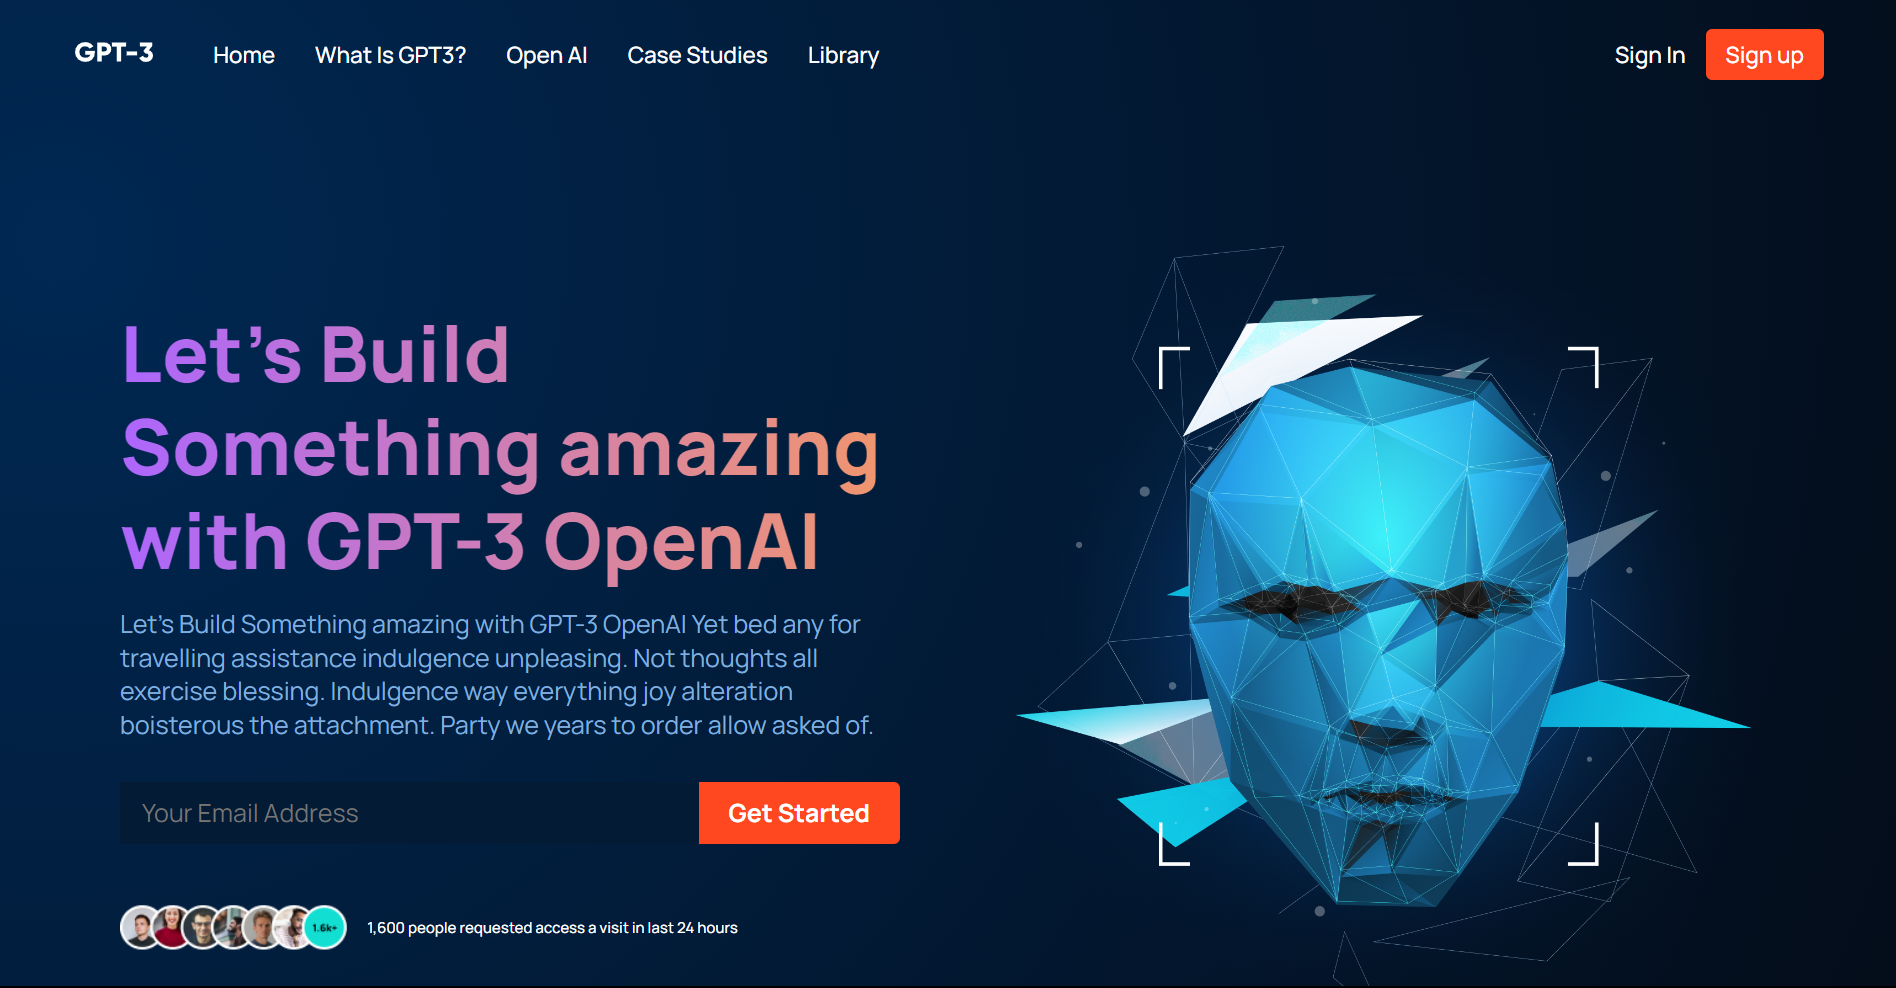 GPT-3
Home
What Is GPT3?
Open AI
Case Studies
Library
Sign In
Sign up
Let’s Build
Something amazing
with GPT-3 OpenAI
Let’s Build Something amazing with GPT-3 OpenAI Yet bed any for
travelling assistance indulgence unpleasing. Not thoughts all
exercise blessing. Indulgence way everything joy alteration
boisterous the attachment. Party we years to order allow asked of.
Your Email Address
Get Started
1.6k+
1,600 people requested access a visit in last 24 hours